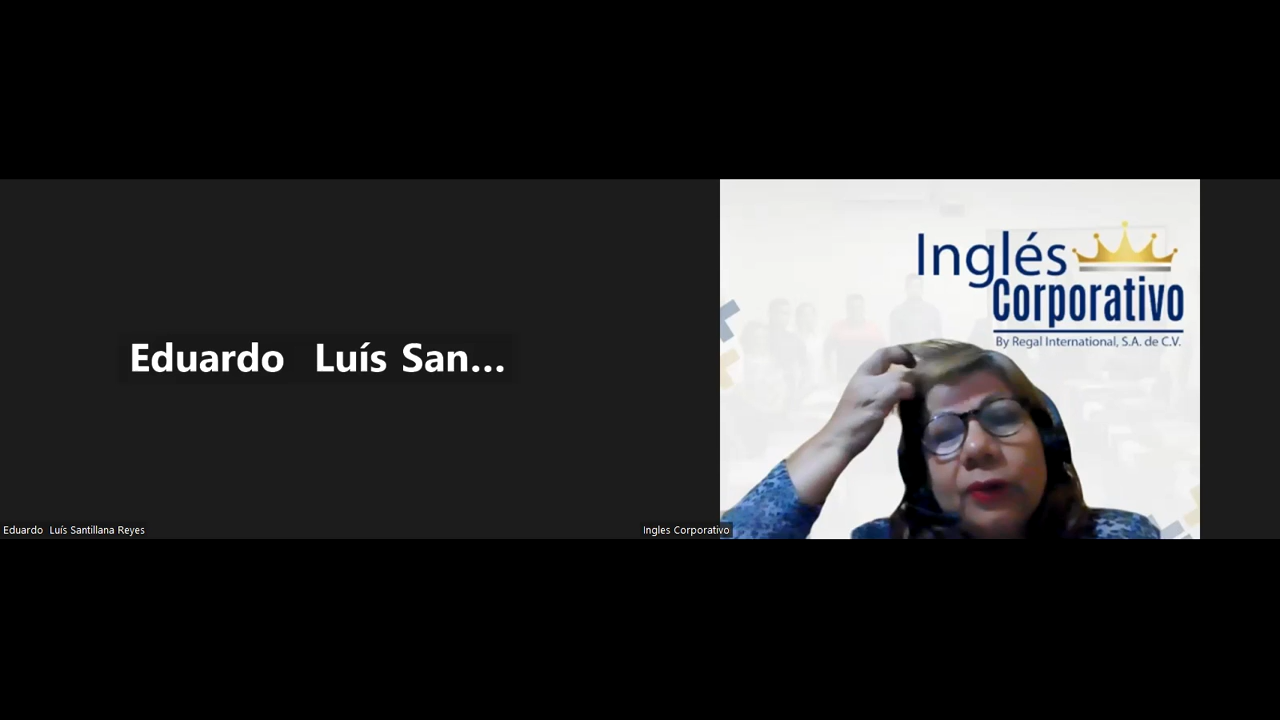 Eduardo Luís San...
Eduardo Luís Santillana Reyes
Inglés
Corporativo
By Regal International, S.A. de C.V.
Ingles Corporativo